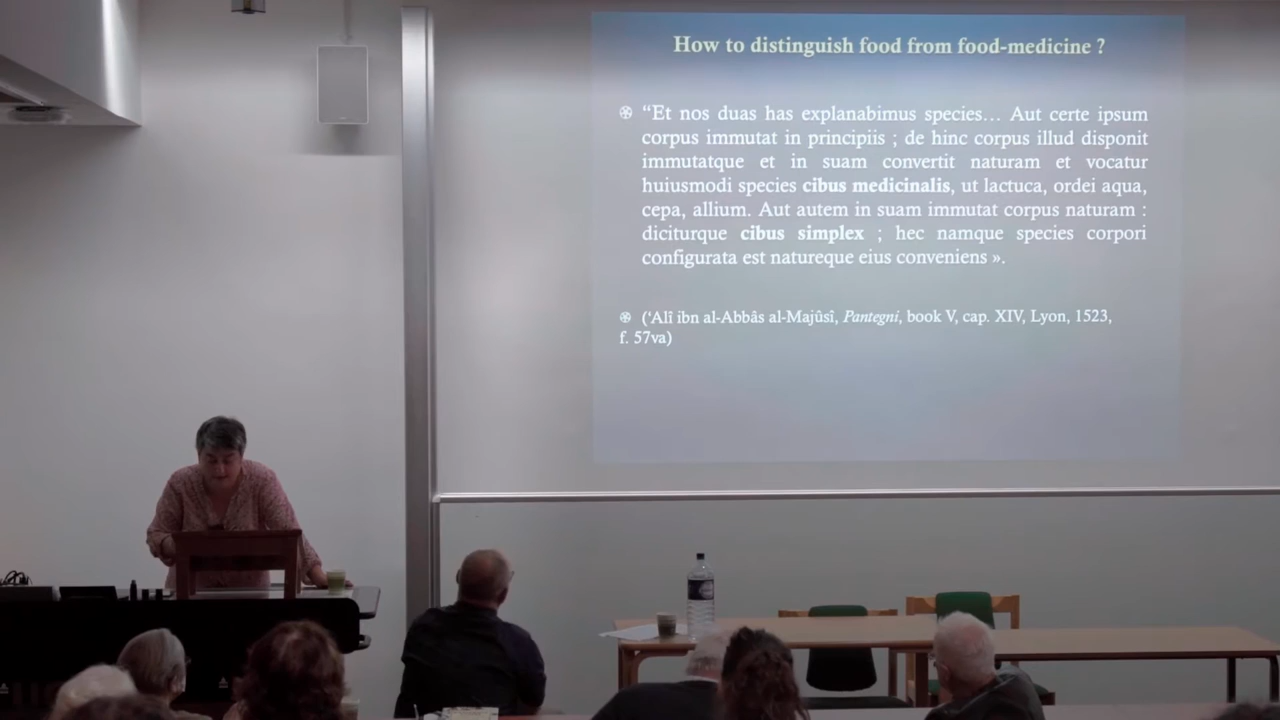 How to distinguish food from food-medicine ?
“Et nos duas has explanabimus species… Aut certe ipsum
corpus immutat in principiis ; de hinc corpus illud disponit
immutatque et in suam convertit naturam et vocatur
huiusmodi species cibus medicinalis, ut lactuca, ordei aqua,
cepa, allium. Aut autem in suam immutat corpus naturam :
diciturque cibus simplex ; hec namque species corpori
configurata est natureque eius conveniens ».
(‘Alî ibn al-Abbâs al-Majûsî, Pantegni, book V, cap. XIV, Lyon, 1523,
f. 57va)